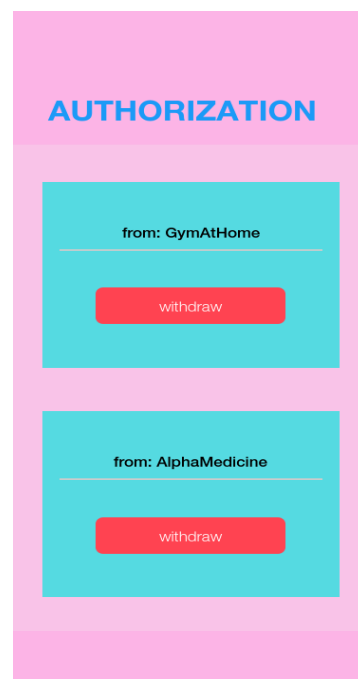 AUTHORIZATION
from: GymAtHome
withdraw
from: AlphaMedicine
withdraw